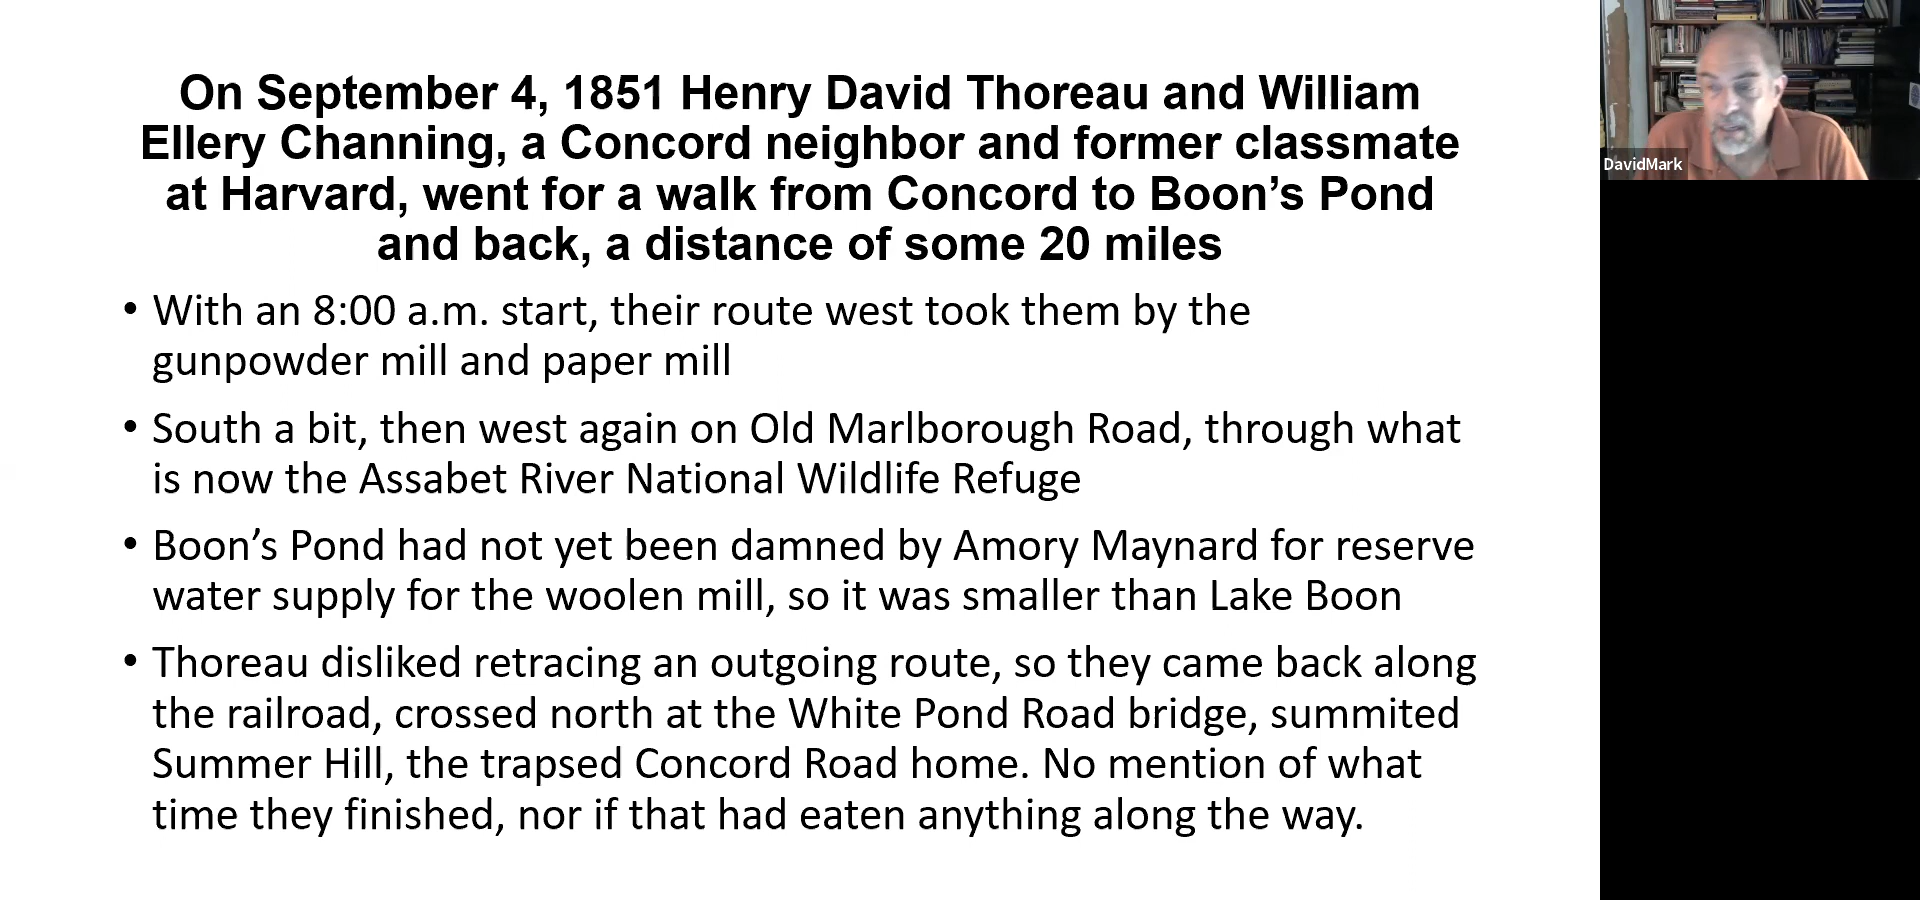 On September 4, 1851 Henry David Thoreau and William
Ellery Channing, a Concord neighbor and former classmate
at Harvard, went for a walk from Concord to Boon’s Pond
and back, a distance of some 20 miles
• With an 8:00 a.m. start, their route west took them by the
gunpowder mill and paper mill
• South a bit, then west again on Old Marlborough Road, through what
is now the Assabet River National Wildlife Refuge
• Boon’s Pond had not yet been damned by Amory Maynard for reserve
water supply for the woolen mill, so it was smaller than Lake Boon
• Thoreau disliked retracing an outgoing route, so they came back along
the railroad, crossed north at the White Pond Road bridge, summited
Summer Hill, the trapsed Concord Road home. No mention of what
time they finished, nor if that had eaten anything along the way.
DavidMark